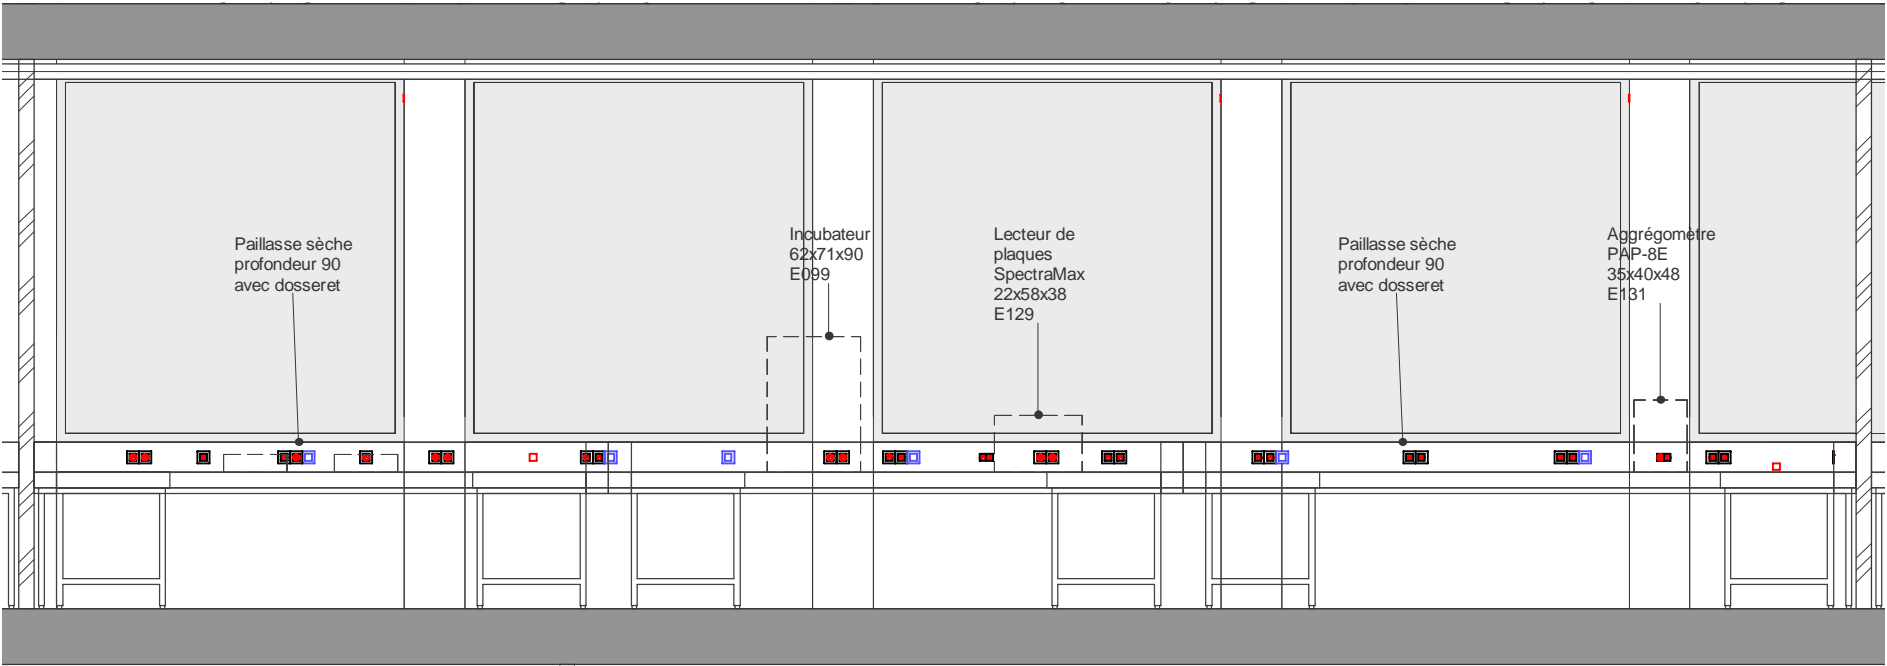 Paillasse sèche
profondeur 90
avec dosseret
Incubateur
62x71x90
E099
Lecteur de
plaques
SpectraMax
22x58x38
E129
Paillasse sèche
profondeur 90
avec dosseret
Aggrégomètre
PAP-8E
35x40x48
E131